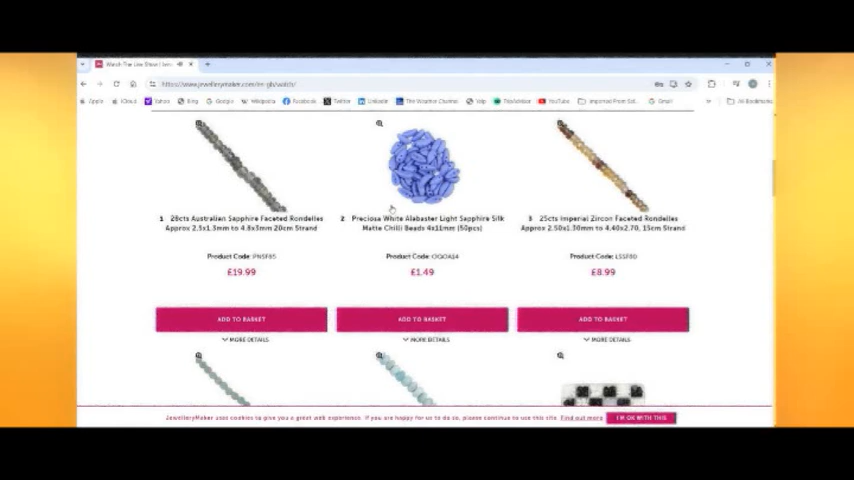 Watch The Live Show | Jew
https://www.jewellerymaker.com/en-gb/watch/
Apple iCloud Yahoo Bing Google Wikipedia Facebook Twitter LinkedIn The Weather Channel Yelp TripAdvisor YouTube Imported From Saf... Gmail All Bookmarks
1 28cts Australian Sapphire Faceted Rondelles
Approx 2.5x1.3mm to 4.8x3mm 20cm Strand
Product Code: PNSF85
£19.99
ADD TO BASKET
MORE DETAILS
2 Preciosa White Alabaster Light Sapphire Silk
Matte Chilli Beads 4x11mm (50pcs)
Product Code: OQOA14
£1.49
ADD TO BASKET
MORE DETAILS
3 25cts Imperial Zircon Faceted Rondelles
Approx 2.50x1.30mm to 4.40x2.70, 15cm Strand
Product Code: LSSF80
£8.99
ADD TO BASKET
MORE DETAILS
JewelleryMaker uses cookies to give you a great web experience. If you are happy for us to do so, please continue to use this site. Find out more I'M OK WITH THIS